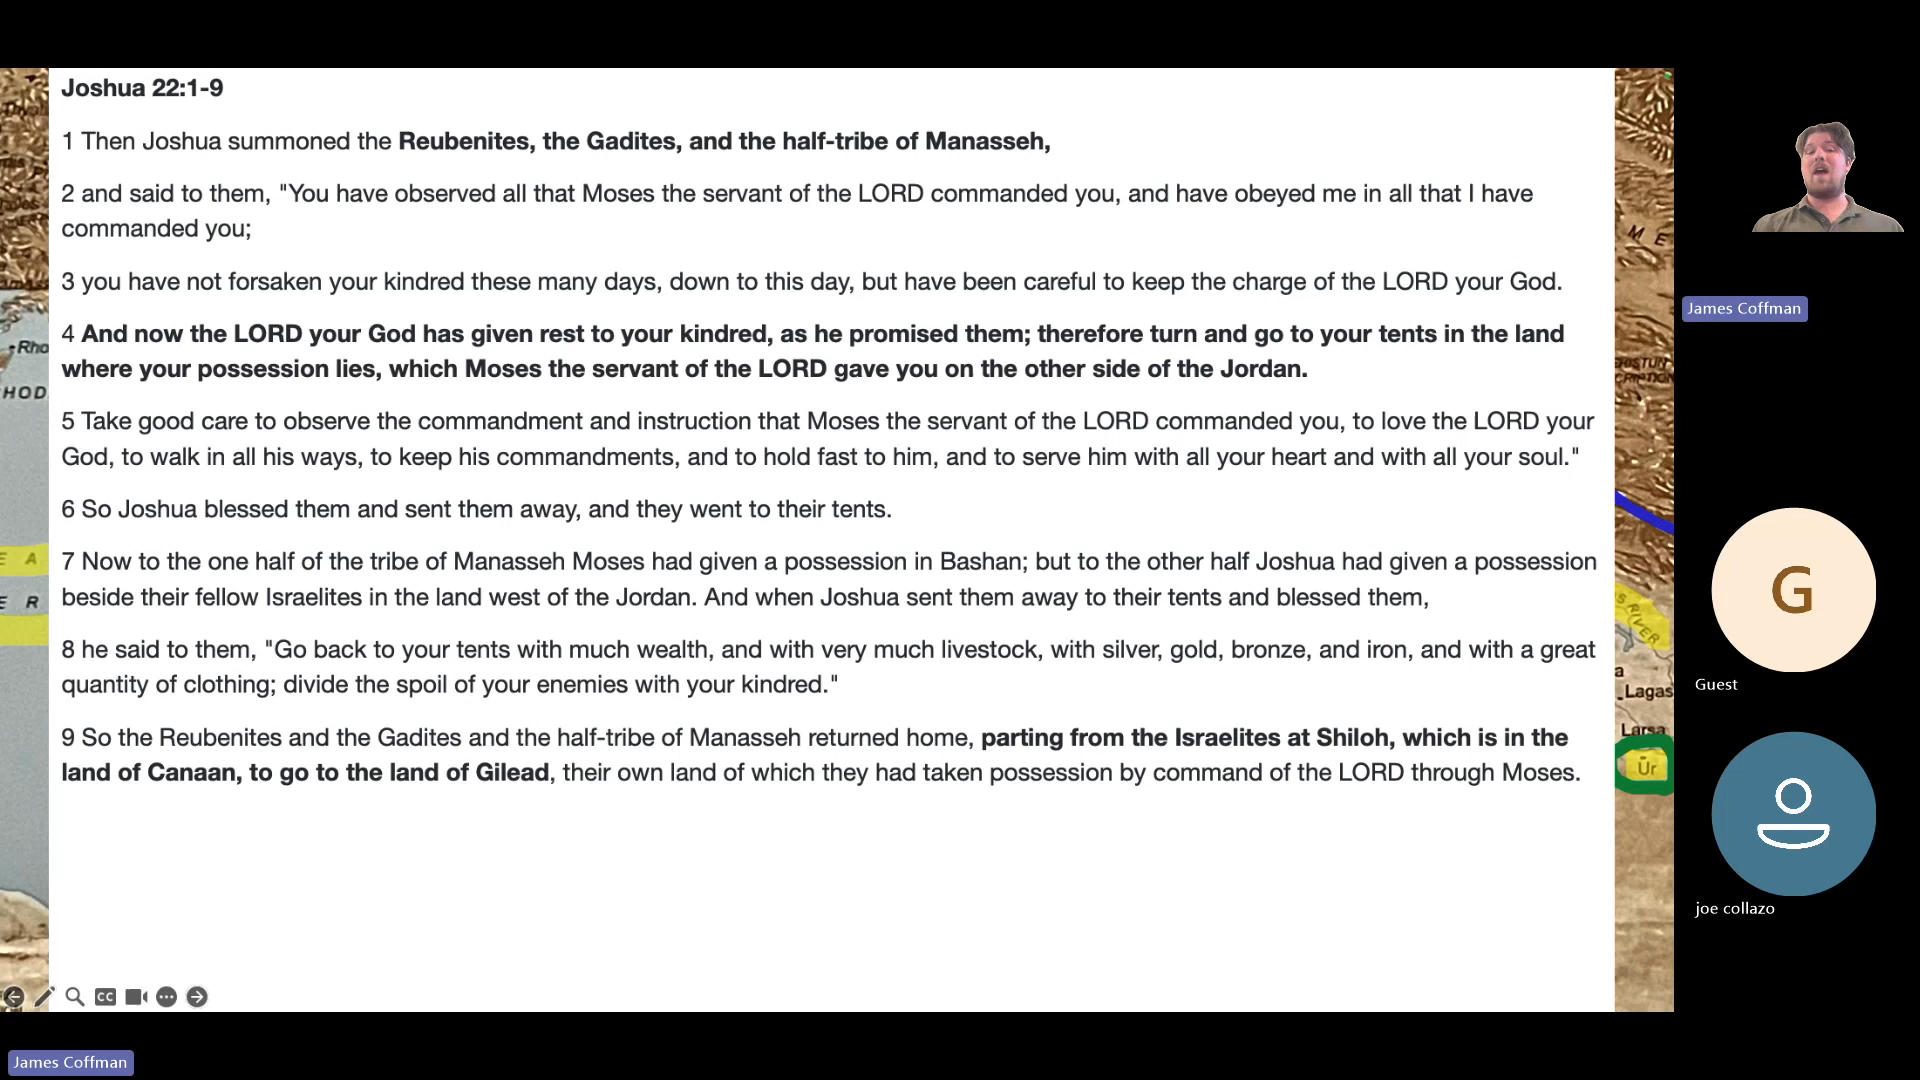 Joshua 22:1-9
1 Then Joshua summoned the Reubenites, the Gadites, and the half-tribe of Manasseh,
2 and said to them, "You have observed all that Moses the servant of the LORD commanded you, and have obeyed me in all that I have
commanded you;
3 you have not forsaken your kindred these many days, down to this day, but have been careful to keep the charge of the LORD your God.
4 And now the LORD your God has given rest to your kindred, as he promised them; therefore turn and go to your tents in the land
where your possession lies, which Moses the servant of the LORD gave you on the other side of the Jordan.
5 Take good care to observe the commandment and instruction that Moses the servant of the LORD commanded you, to love the LORD your
God, to walk in all his ways, to keep his commandments, and to hold fast to him, and to serve him with all your heart and with all your soul."
6 So Joshua blessed them and sent them away, and they went to their tents.
7 Now to the one half of the tribe of Manasseh Moses had given a possession in Bashan; but to the other half Joshua had given a possession
beside their fellow Israelites in the land west of the Jordan. And when Joshua sent them away to their tents and blessed them,
8 he said to them, "Go back to your tents with much wealth, and with very much livestock, with silver, gold, bronze, and iron, and with a great
quantity of clothing; divide the spoil of your enemies with your kindred."
9 So the Reubenites and the Gadites and the half-tribe of Manasseh returned home, parting from the Israelites at Shiloh, which is in the
land of Canaan, to go to the land of Gilead, their own land of which they had taken possession by command of the LORD through Moses.
Rho
HOD
E A
E R
M E
RIVER
Lagas
Larsa
Ūr
CC
James Coffman
G
Guest
joe collazo
James Coffman